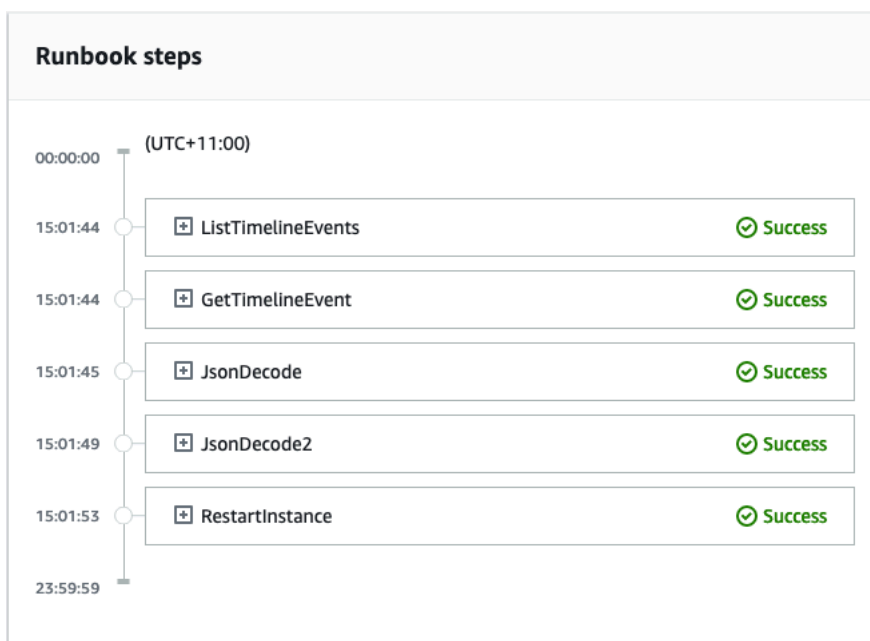 Runbook steps
(UTC+11:00)
00:00:00
15:01:44 ListTimelineEvents Success
15:01:44 GetTimelineEvent Success
15:01:45 JsonDecode Success
15:01:49 JsonDecode2 Success
15:01:53 RestartInstance Success
23:59:59